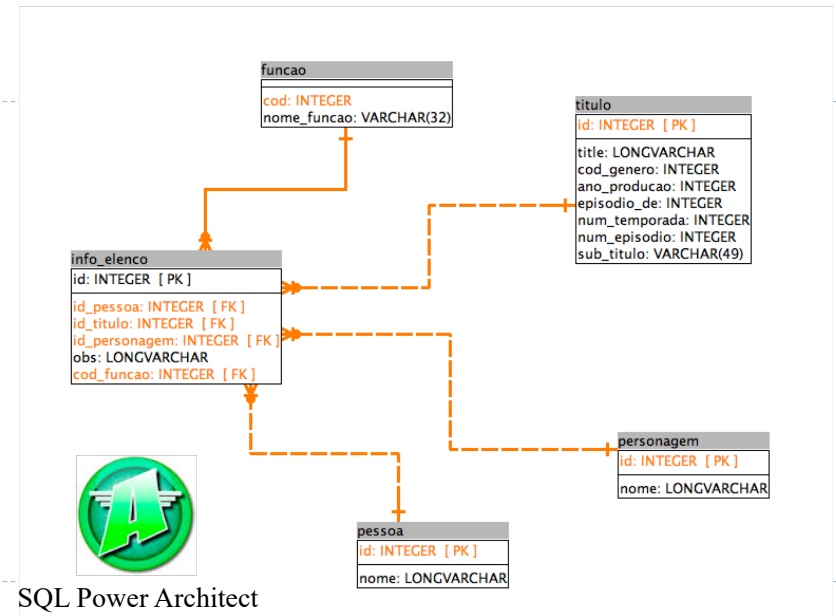 funcao
cod: INTEGER
nome_funcao: VARCHAR(32)
titulo
id: INTEGER [ PK ]
title: LONGVARCHAR
cod_genero: INTEGER
ano_producao: INTEGER
episodio_de: INTEGER
num_temporada: INTEGER
num_episodio: INTEGER
sub_titulo: VARCHAR(49)
info_elenco
id: INTEGER [ PK ]
id_pessoa: INTEGER [ FK ]
id_titulo: INTEGER [ FK ]
id_personagem: INTEGER [ FK ]
obs: LONGVARCHAR
cod_funcao: INTEGER [ FK ]
personagem
id: INTEGER [ PK ]
nome: LONGVARCHAR
pessoa
id: INTEGER [ PK ]
nome: LONGVARCHAR
A
SQL Power Architect